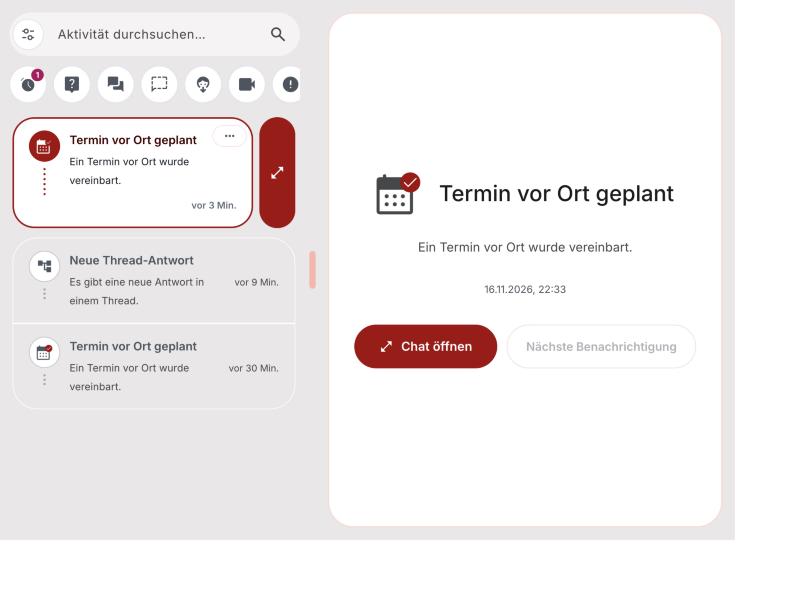 Aktivität durchsuchen...
1
Termin vor Ort geplant
Ein Termin vor Ort wurde
vereinbart.
vor 3 Min.
Neue Thread-Antwort
Es gibt eine neue Antwort in
einem Thread.
vor 9 Min.
Termin vor Ort geplant
Ein Termin vor Ort wurde
vereinbart.
vor 30 Min.
Termin vor Ort geplant
Ein Termin vor Ort wurde vereinbart.
16.11.2026, 22:33
Chat öffnen
Nächste Benachrichtigung